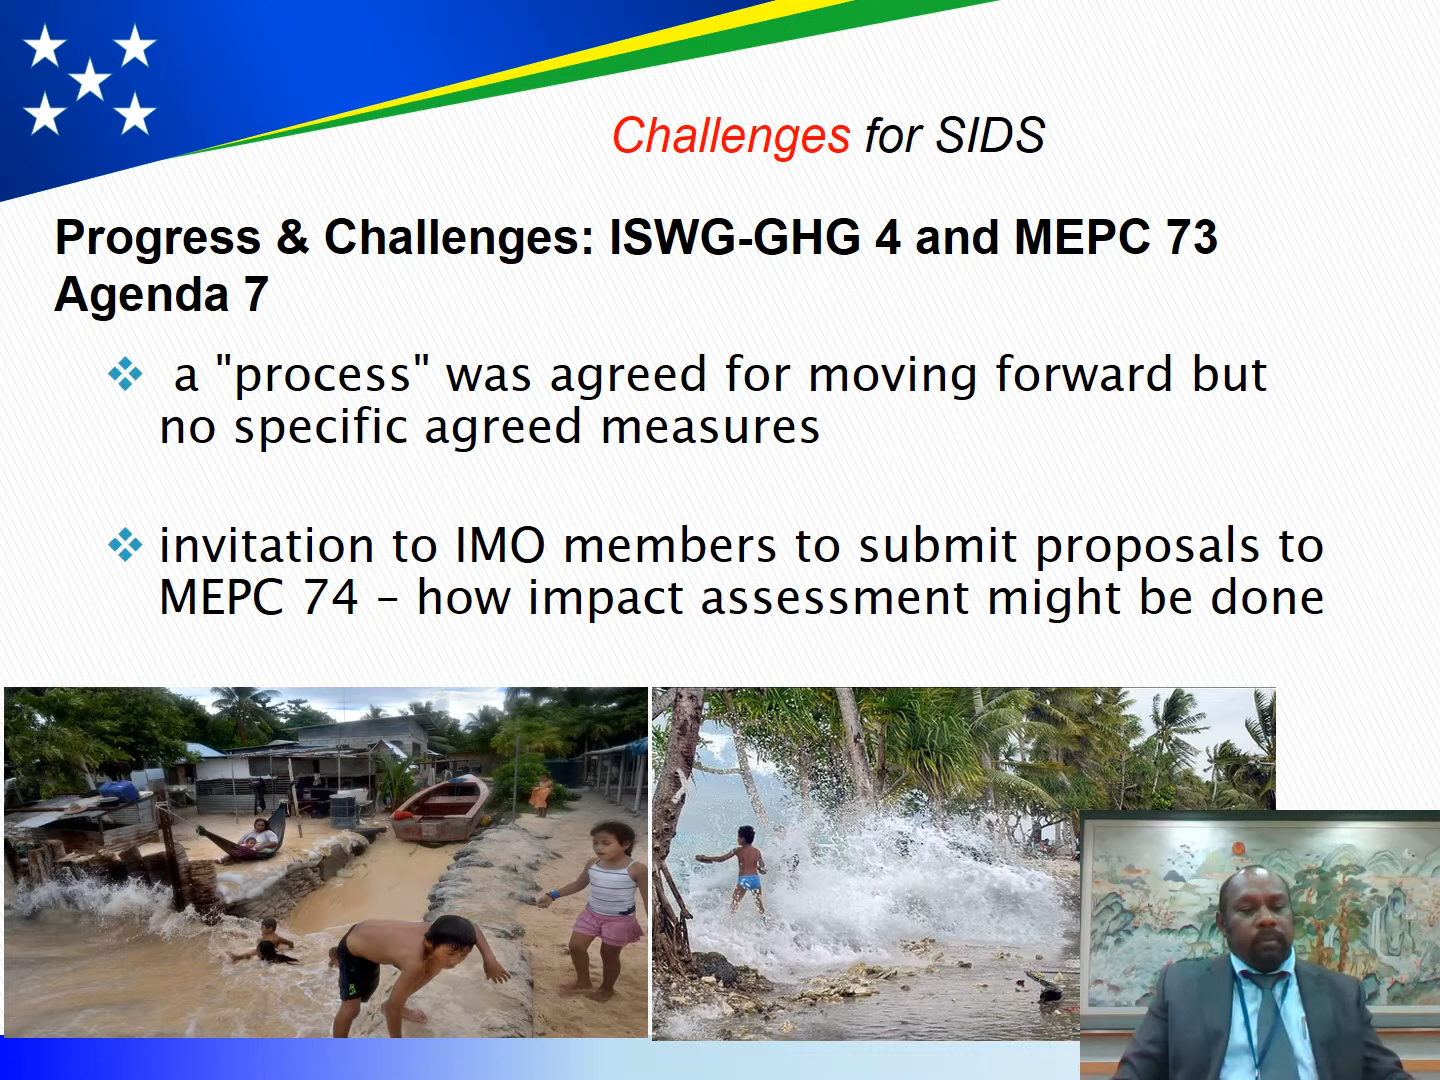 Challenges for SIDS
Progress & Challenges: ISWG-GHG 4 and MEPC 73
Agenda 7
a "process" was agreed for moving forward but
no specific agreed measures
invitation to IMO members to submit proposals to
MEPC 74 – how impact assessment might be done